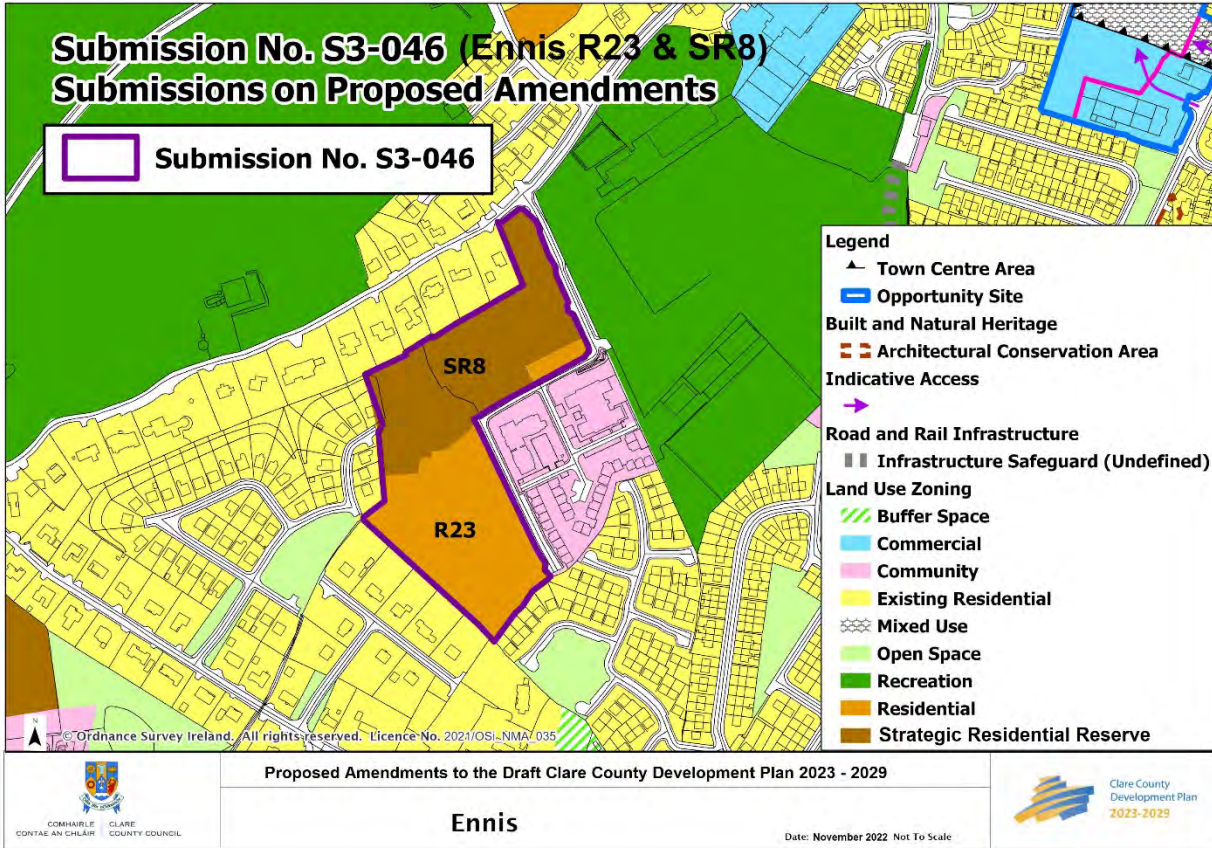 Submission No. S3-046 (Ennis R23 & SR8)
Submissions on Proposed Amendments
Submission No. S3-046
SR8
R23
Legend
Town Centre Area
Opportunity Site
Built and Natural Heritage
Architectural Conservation Area
Indicative Access
Road and Rail Infrastructure
Infrastructure Safeguard (Undefined)
Land Use Zoning
Buffer Space
Commercial
Community
Existing Residential
Mixed Use
Open Space
Recreation
Residential
Strategic Residential Reserve
N
© Ordnance Survey Ireland. All rights reserved. Licence No. 2021/OSi_NMA_035
COMHAIRLE CLARE
CONTAE AN CHLÁIR COUNTY COUNCIL
Proposed Amendments to the Draft Clare County Development Plan 2023 - 2029
Ennis
Date: November 2022 Not To Scale
Clare County
Development Plan
2023-2029